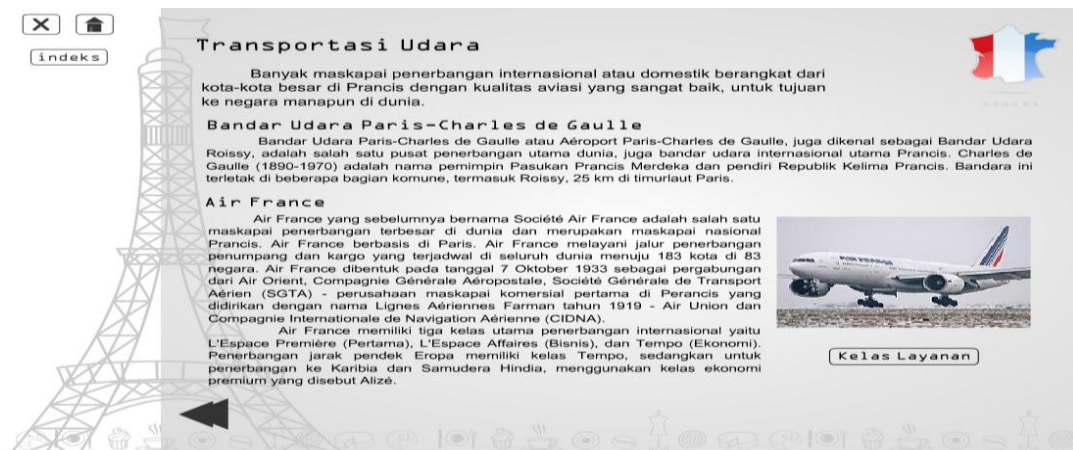 indeks
Transportasi Udara
Banyak maskapai penerbangan internasional atau domestik berangkat dari
kota-kota besar di Prancis dengan kualitas aviasi yang sangat baik, untuk tujuan
ke negara manapun di dunia.
Bandar Udara Paris-Charles de Gaulle
Bandar Udara Paris-Charles de Gaulle atau Aéroport Paris-Charles de Gaulle, juga dikenal sebagai Bandar Udara
Roissy, adalah salah satu pusat penerbangan utama dunia, juga bandar udara internasional utama Prancis. Charles de
Gaulle (1890-1970) adalah nama pemimpin Pasukan Prancis Merdeka dan pendiri Republik Kelima Prancis. Bandara ini
terletak di beberapa bagian komune, termasuk Roissy, 25 km di timurlaut Paris.
Air France
Air France yang sebelumnya bernama Société Air France adalah salah satu
maskapai penerbangan terbesar di dunia dan merupakan maskapai nasional
Prancis. Air France berbasis di Paris. Air France melayani jalur penerbangan
penumpang dan kargo yang terjadwal di seluruh dunia menuju 183 kota di 83
negara. Air France dibentuk pada tanggal 7 Oktober 1933 sebagai pergabungan
dari Air Orient, Compagnie Générale Aéropostale, Société Générale de Transport
Aérien (SGTA) - perusahaan maskapai komersial pertama di Perancis yang
didirikan dengan nama Lignes Aériennes Farman tahun 1919 - Air Union dan
Compagnie Internationale de Navigation Aérienne (CIDNA).
Air France memiliki tiga kelas utama penerbangan internasional yaitu
L'Espace Première (Pertama), L'Espace Affaires (Bisnis), dan Tempo (Ekonomi).
Penerbangan jarak pendek Eropa memiliki kelas Tempo, sedangkan untuk
penerbangan ke Karibia dan Samudera Hindia, menggunakan kelas ekonomi
premium yang disebut Alizé.
AIR FRANCE
Kelas Layanan